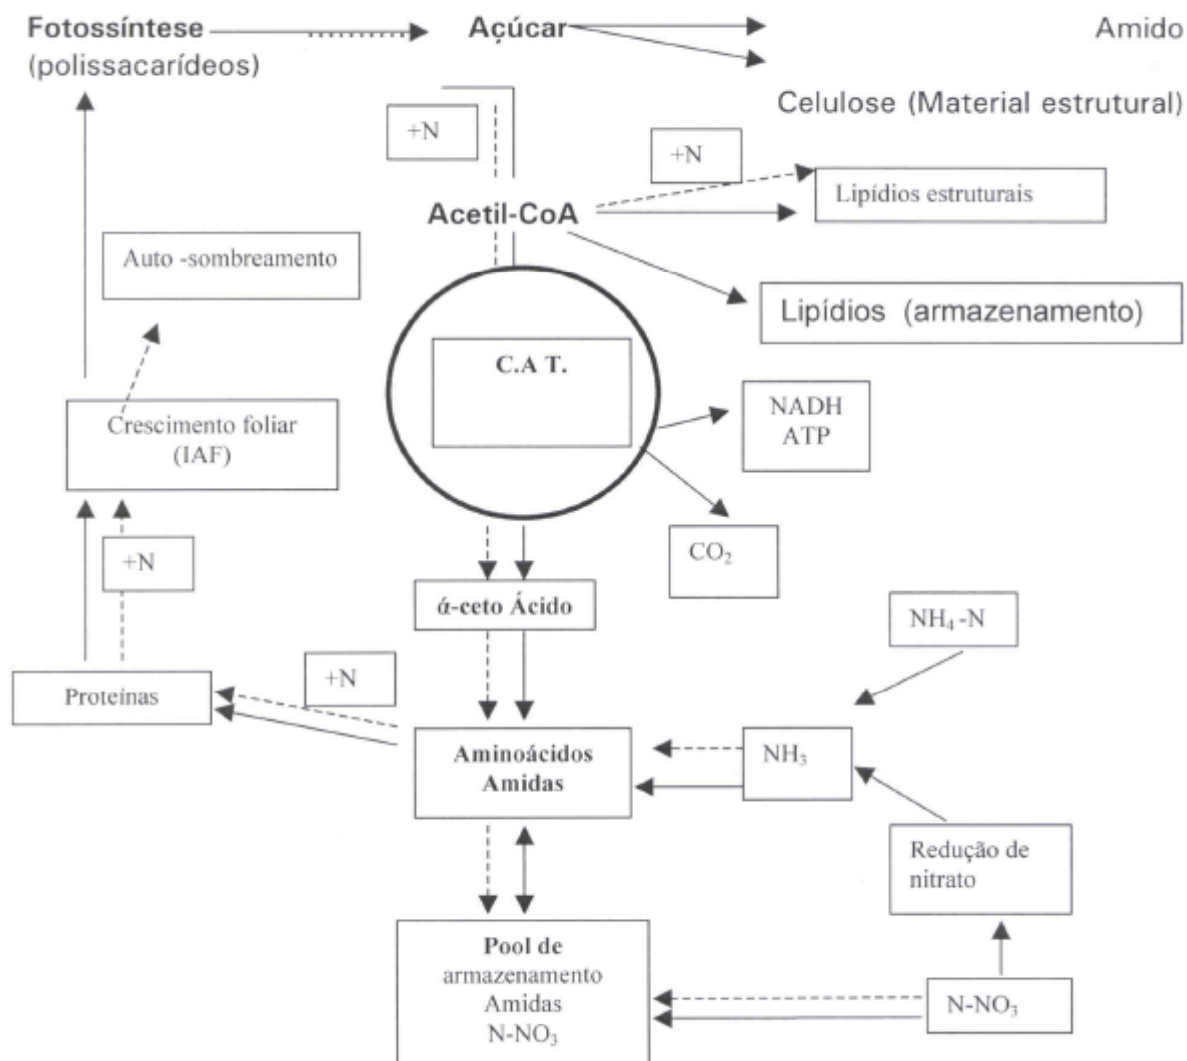 Fotossíntese
(polissacarídeos)
Açúcar
Amido
Celulose (Material estrutural)
+N
+N
Acetil-CoA
Lipídios estruturais
Auto -sombreamento
Lipídios (armazenamento)
C.A T.
NADH
ATP
Crescimento foliar
(IAF)
CO₂
+N
ά-ceto Ácido
NH₄ -N
+N
Proteínas
Aminoácidos
Amidas
NH₃
Redução de
nitrato
Pool de
armazenamento
Amidas
N-NO₃
N-NO₃